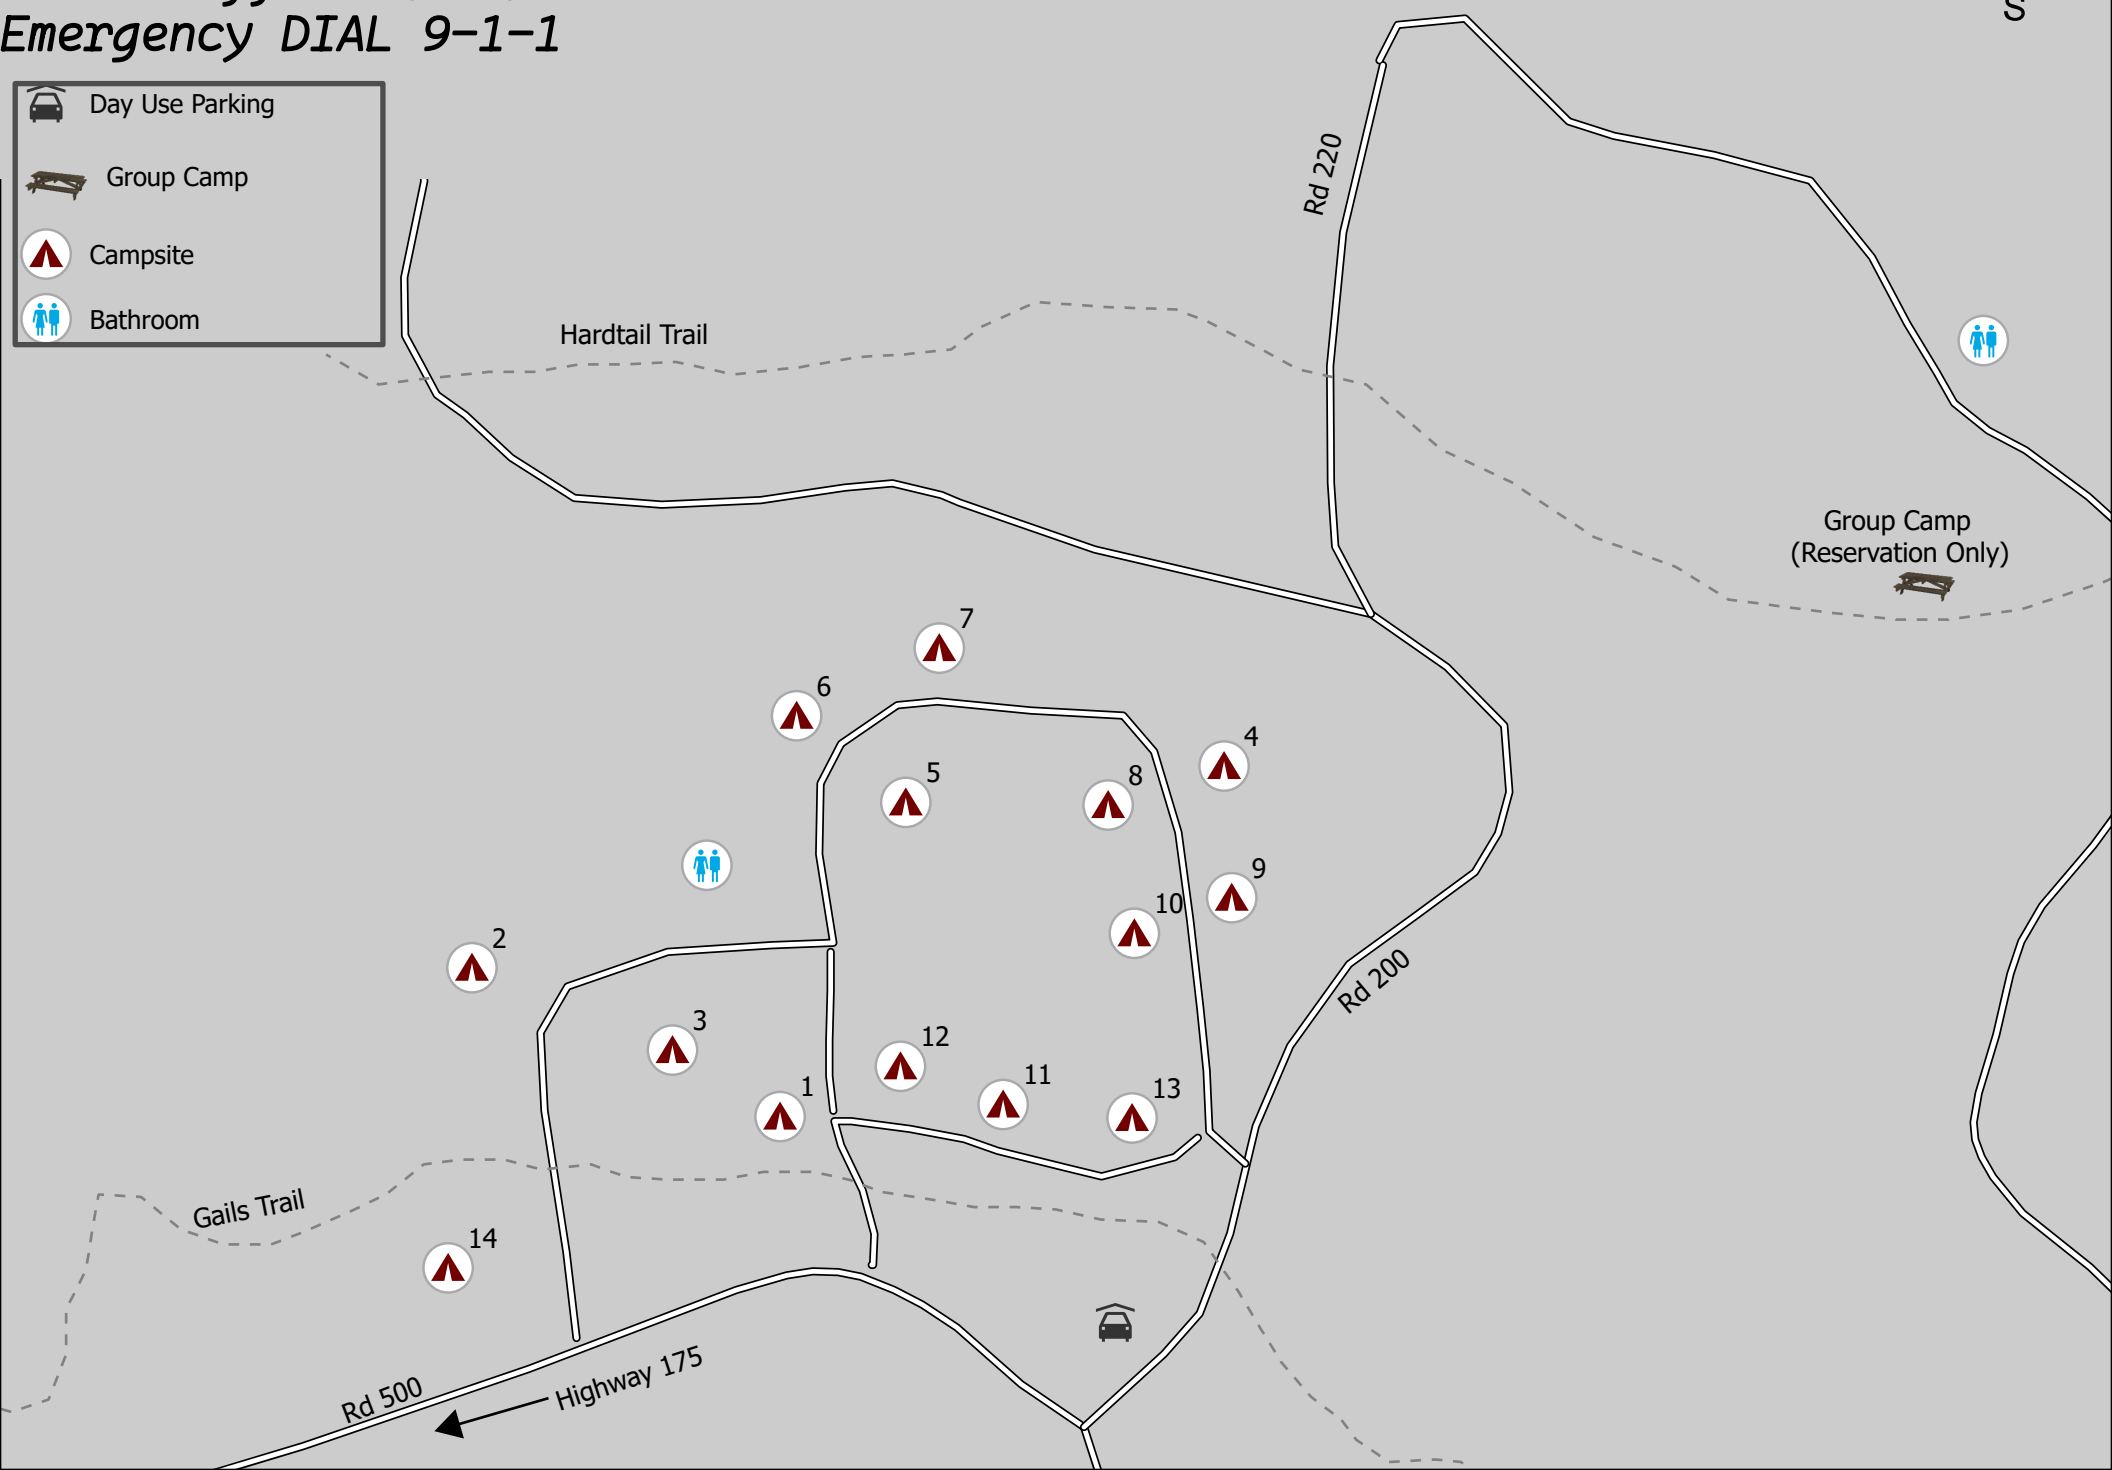 Emergency DIAL 9-1-1
S
Day Use Parking
Group Camp
Campsite
Bathroom
Rd 220
Hardtail Trail
Group Camp
(Reservation Only)
7
6
4
5
8
9
10
2
Rd 200
3
12
11
1
13
Gails Trail
14
Highway 175
Rd 500